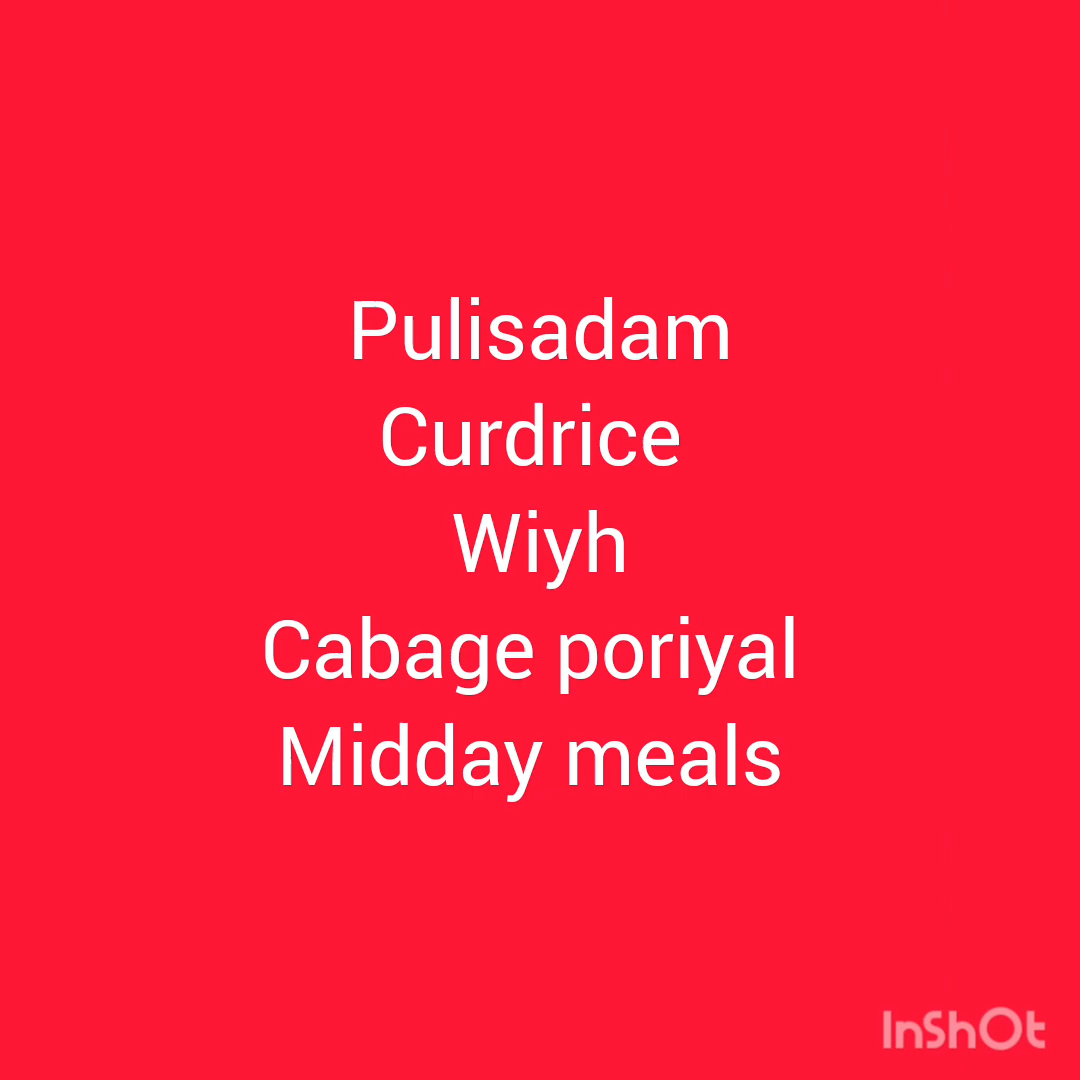 Pulisadam
Curdrice
Wiyh
Cabage poriyal
Midday meals
InShOt